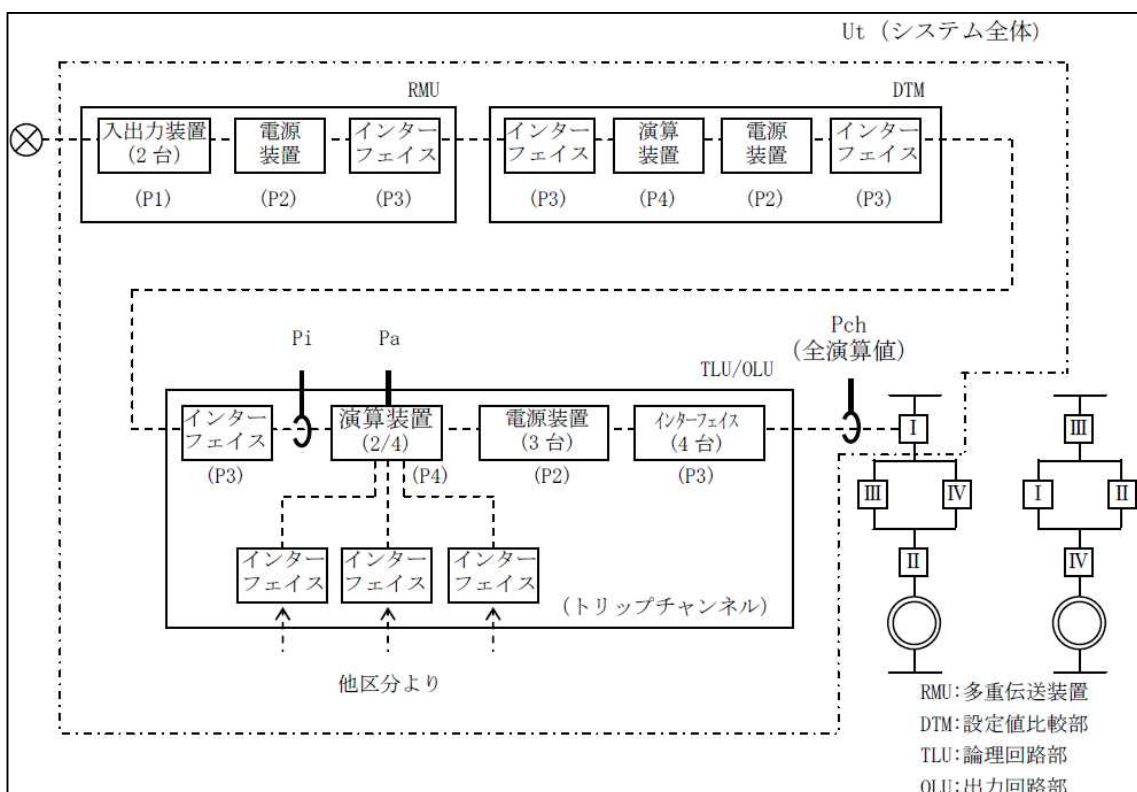 Ut (システム全体)
RMU
入出力装置
(2台)
(P1)
電源
装置
(P2)
インター
フェイス
(P3)
DTM
インター
フェイス
(P3)
演算
装置
(P4)
電源
装置
(P2)
インター
フェイス
(P3)
Pi
Pa
Pch
(全演算値)
TLU/OLU
インター
フェイス
(P3)
演算装置
(2/4)
(P4)
電源装置
(3台)
(P2)
インターフェイス
(4台)
(P3)
インター
フェイス
インター
フェイス
インター
フェイス
(トリップチャンネル)
他区分より
Ⅰ
Ⅲ
Ⅳ
Ⅱ
Ⅲ
Ⅰ
Ⅱ
Ⅳ
RMU:多重伝送装置
DTM:設定値比較部
TLU:論理回路部
OLU:出力回路部